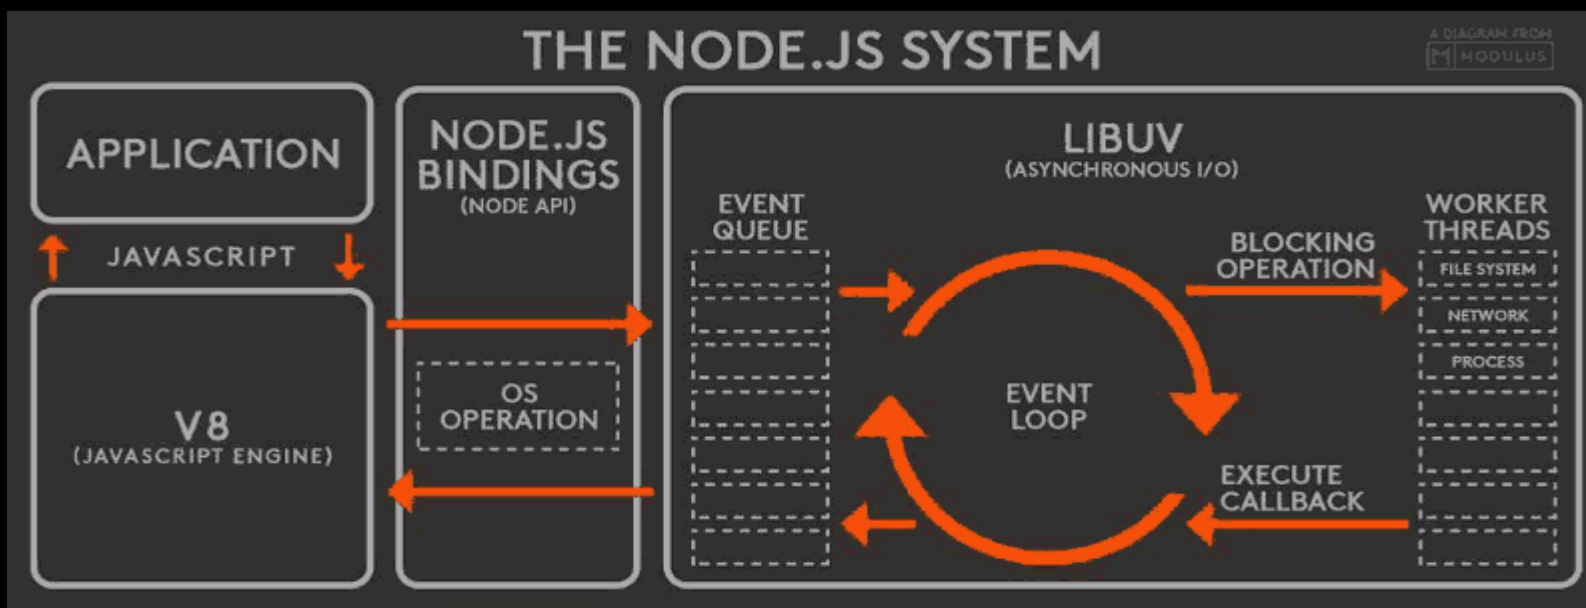 THE NODE.JS SYSTEM
A DIAGRAM FROM
MODULUS
APPLICATION
JAVASCRIPT
V8
(JAVASCRIPT ENGINE)
NODE.JS
BINDINGS
(NODE API)
OS
OPERATION
LIBUV
(ASYNCHRONOUS I/O)
EVENT
QUEUE
EVENT
LOOP
BLOCKING
OPERATION
EXECUTE
CALLBACK
WORKER
THREADS
FILE SYSTEM
NETWORK
PROCESS